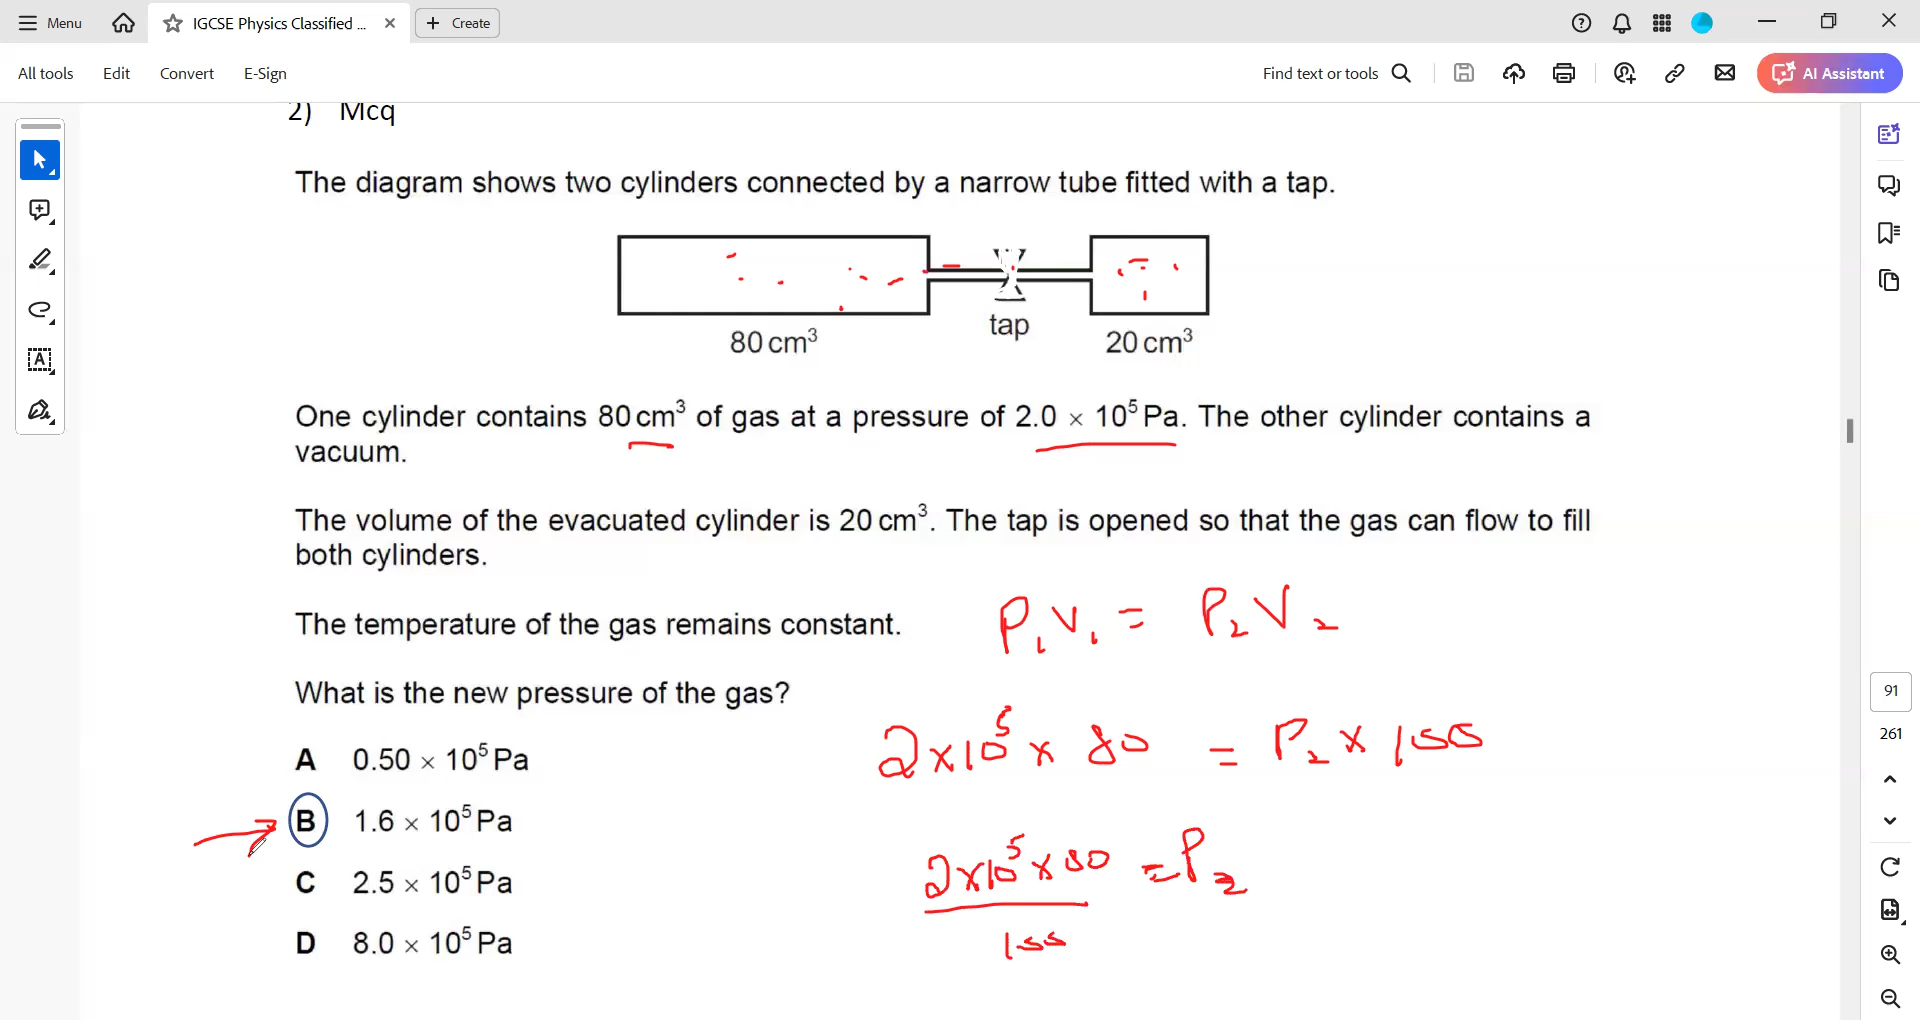 Menu
IGCSE Physics Classified ...
Create
All tools
Edit
Convert
E-Sign
Find text or tools
AI Assistant
2) Mcq
The diagram shows two cylinders connected by a narrow tube fitted with a tap.
80 cm³
tap
20 cm³
One cylinder contains 80 cm³ of gas at a pressure of 2.0 × 10⁵ Pa. The other cylinder contains a
vacuum.
The volume of the evacuated cylinder is 20 cm³. The tap is opened so that the gas can flow to fill
both cylinders.
The temperature of the gas remains constant.
P₁V₁ = P₂V₂
What is the new pressure of the gas?
2×10⁵ × 80 = P₂ × 100
A 0.50 × 10⁵ Pa
B 1.6 × 10⁵ Pa
2×10⁵×80 = P₂
C 2.5 × 10⁵ Pa
100
D 8.0 × 10⁵ Pa
91
261